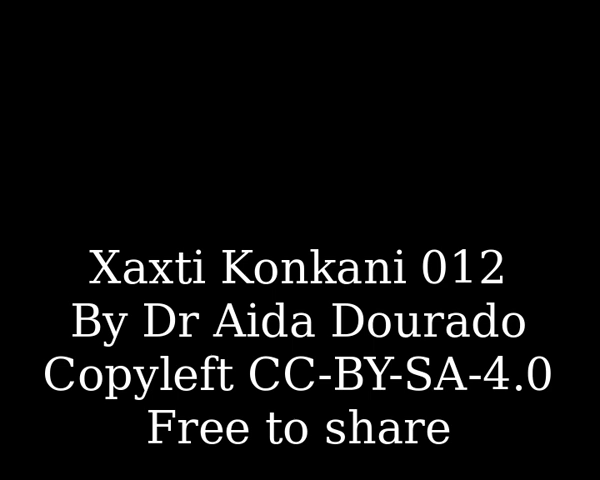 Xaxti Konkani 012
By Dr Aida Dourado
Copyleft CC-BY-SA-4.0
Free to share